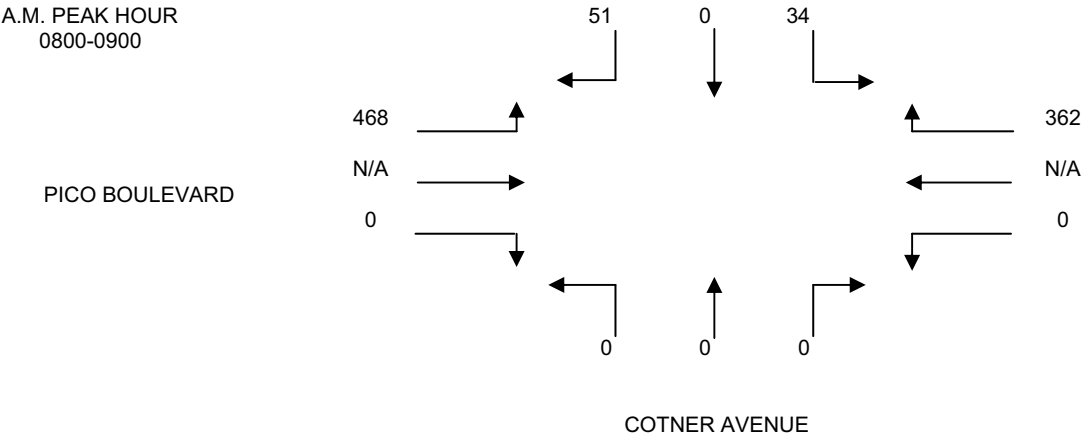 A.M. PEAK HOUR
0800-0900
51 0 34
468 362
N/A N/A
PICO BOULEVARD
0 0
0 0 0
COTNER AVENUE